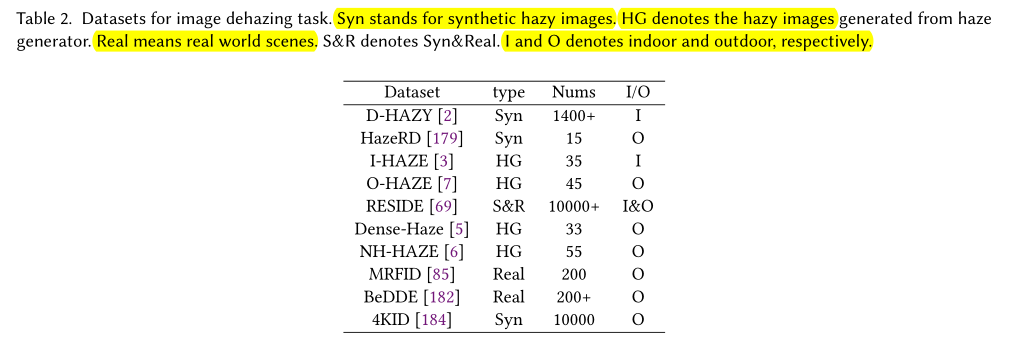 Table 2. Datasets for image dehazing task. Syn stands for synthetic hazy images. HG denotes the hazy images generated from haze
generator. Real means real world scenes. S&R denotes Syn&Real. I and O denotes indoor and outdoor, respectively.
Dataset type Nums I/O
D-HAZY [2] Syn 1400+ I
HazeRD [179] Syn 15 O
I-HAZE [3] HG 35 I
O-HAZE [7] HG 45 O
RESIDE [69] S&R 10000+ I&O
Dense-Haze [5] HG 33 O
NH-HAZE [6] HG 55 O
MRFID [85] Real 200 O
BeDDE [182] Real 200+ O
4KID [184] Syn 10000 O